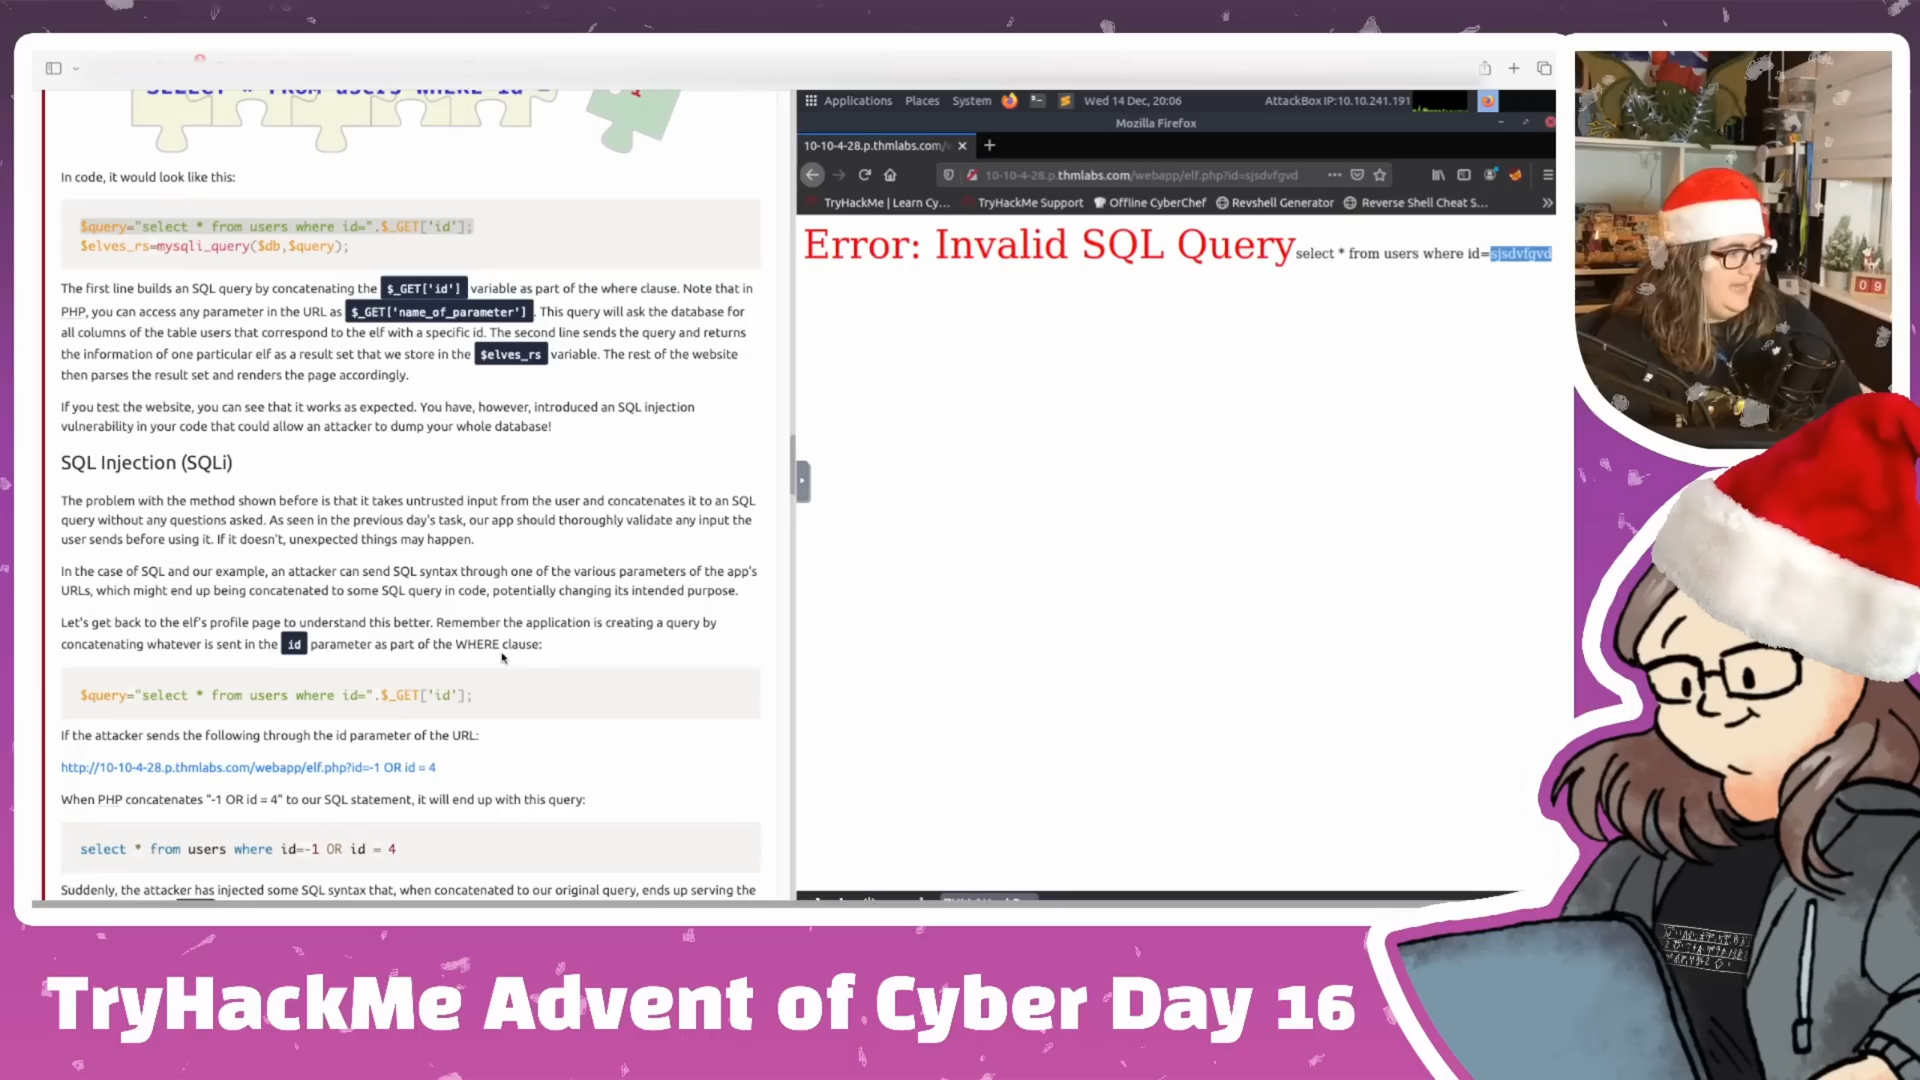 SELECT * FROM users WHERE id =
In code, it would look like this:
$query="select * from users where id=".$_GET['id'];
$elves_rs=mysqli_query($db,$query);
The first line builds an SQL query by concatenating the $_GET['id'] variable as part of the where clause. Note that in
PHP, you can access any parameter in the URL as $_GET['name_of_parameter'] . This query will ask the database for
all columns of the table users that correspond to the elf with a specific id. The second line sends the query and returns
the information of one particular elf as a result set that we store in the $elves_rs variable. The rest of the website
then parses the result set and renders the page accordingly.
If you test the website, you can see that it works as expected. You have, however, introduced an SQL injection
vulnerability in your code that could allow an attacker to dump your whole database!
SQL Injection (SQLi)
The problem with the method shown before is that it takes untrusted input from the user and concatenates it to an SQL
query without any questions asked. As seen in the previous day's task, our app should thoroughly validate any input the
user sends before using it. If it doesn't, unexpected things may happen.
In the case of SQL and our example, an attacker can send SQL syntax through one of the various parameters of the app's
URLs, which might end up being concatenated to some SQL query in code, potentially changing its intended purpose.
Let's get back to the elf's profile page to understand this better. Remember the application is creating a query by
concatenating whatever is sent in the id parameter as part of the WHERE clause:
$query="select * from users where id=".$_GET['id'];
If the attacker sends the following through the id parameter of the URL:
http://10-10-4-28.p.thmlabs.com/webapp/elf.php?id=-1 OR id = 4
When PHP concatenates "-1 OR id = 4" to our SQL statement, it will end up with this query:
select * from users where id=-1 OR id = 4
Suddenly, the attacker has injected some SQL syntax that, when concatenated to our original query, ends up serving the
Applications Places System Wed 14 Dec, 20:06 AttackBox IP:10.10.241.191
Mozilla Firefox
10-10-4-28.p.thmlabs.com/
10-10-4-28.p.thmlabs.com/webapp/elf.php?id=sjsdvfgvd
TryHackMe | Learn Cy... TryHackMe Support Offline CyberChef Revshell Generator Reverse Shell Cheat S...
Error: Invalid SQL Query select * from users where id=sjsdvfgvd
09
TryHackMe Advent of Cyber Day 16